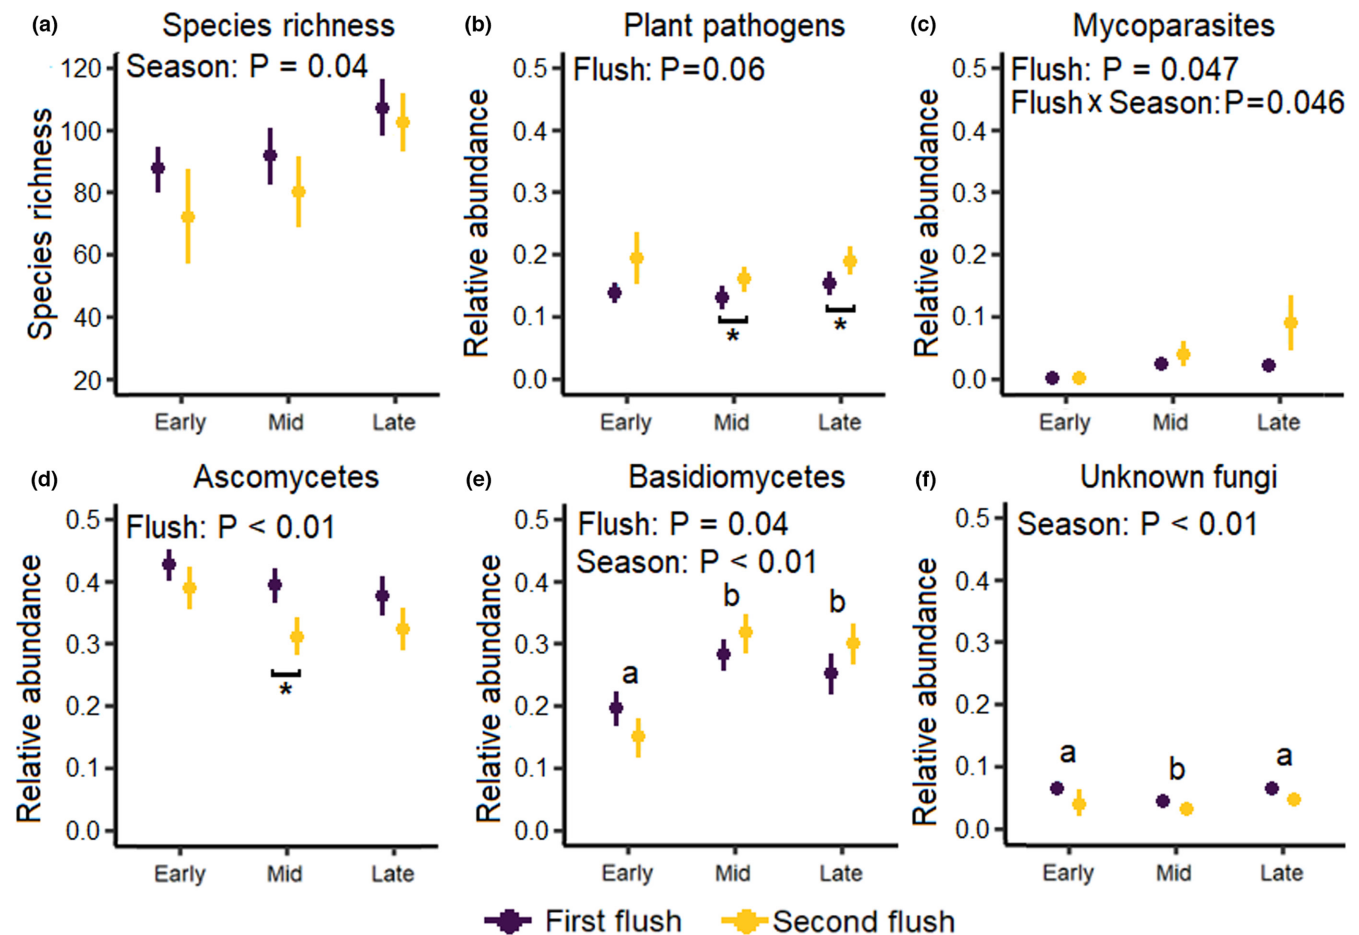 (a) Species richness
Season: P = 0.04
Species richness
120
100
80
60
40
20
Early Mid Late
(b) Plant pathogens
Flush: P=0.06
Relative abundance
0.5
0.4
0.3
0.2
0.1
0.0
*
*
Early Mid Late
(c) Mycoparasites
Flush: P = 0.047
Flush x Season: P=0.046
Relative abundance
0.5
0.4
0.3
0.2
0.1
0.0
Early Mid Late
(d) Ascomycetes
Flush: P < 0.01
Relative abundance
0.5
0.4
0.3
0.2
0.1
0.0
*
Early Mid Late
(e) Basidiomycetes
Flush: P = 0.04
Season: P < 0.01
Relative abundance
0.5
0.4
0.3
0.2
0.1
0.0
a b b
Early Mid Late
(f) Unknown fungi
Season: P < 0.01
Relative abundance
0.5
0.4
0.3
0.2
0.1
0.0
a b a
Early Mid Late
First flush Second flush